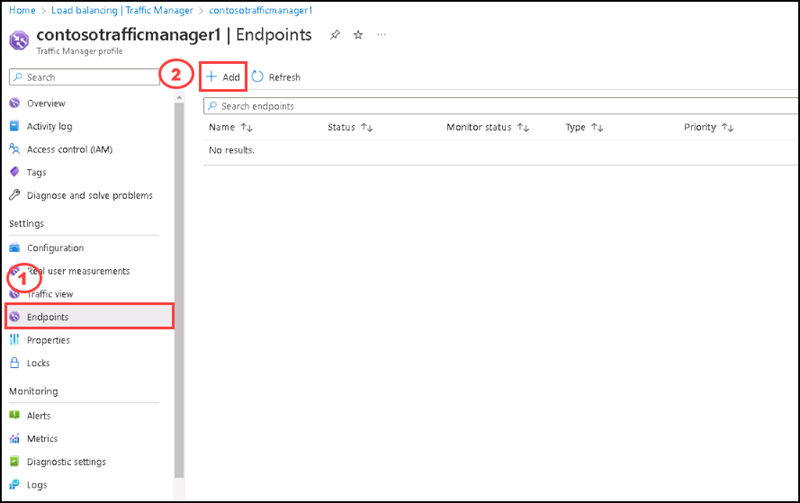 Home > Load balancing | Traffic Manager > contosotrafficmanager1
contosotrafficmanager1 | Endpoints
Traffic Manager profile
Search
2
Add
Refresh
Search endpoints
Name Status Monitor status Type Priority
No results.
Overview
Activity log
Access control (IAM)
Tags
Diagnose and solve problems
Settings
Configuration
Real user measurements
1
Traffic view
Endpoints
Properties
Locks
Monitoring
Alerts
Metrics
Diagnostic settings
Logs